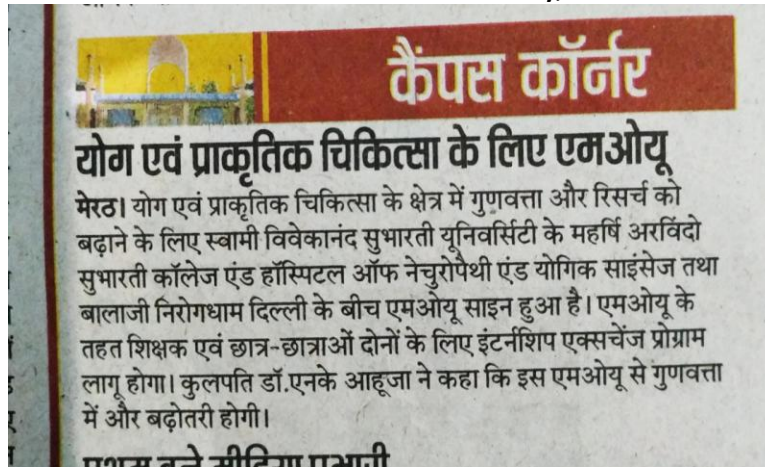 कैंपस कॉर्नर
योग एवं प्राकृतिक चिकित्सा के लिए एमओयू
मेरठ। योग एवं प्राकृतिक चिकित्सा के क्षेत्र में गुणवत्ता और रिसर्च को
बढ़ाने के लिए स्वामी विवेकानंद सुभारती यूनिवर्सिटी के महर्षि अरविंदो
सुभारती कॉलेज एंड हॉस्पिटल ऑफ नेचुरोपैथी एंड योगिक साइंसेज तथा
बालाजी निरोगधाम दिल्ली के बीच एमओयू साइन हुआ है। एमओयू के
तहत शिक्षक एवं छात्र-छात्राओं दोनों के लिए इंटर्नशिप एक्सचेंज प्रोग्राम
लागू होगा। कुलपति डॉ.एनके आहूजा ने कहा कि इस एमओयू से गुणवत्ता
में और बढ़ोतरी होगी।